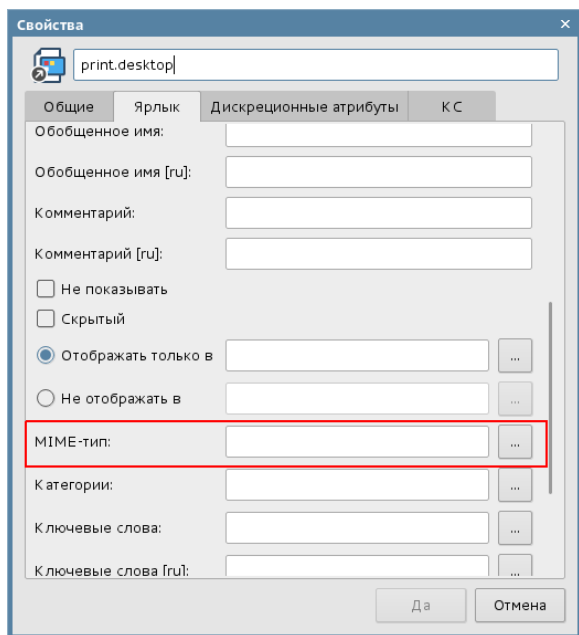 Свойства
print.desktop
Общие Ярлык Дискреционные атрибуты КС
Обобщенное имя:
Обобщенное имя [ru]:
Комментарий:
Комментарий [ru]:
Не показывать
Скрытый
Отображать только в ...
Не отображать в ...
MIME-тип: ...
Категории: ...
Ключевые слова: ...
Ключевые слова [ru]: ...
Да Отмена